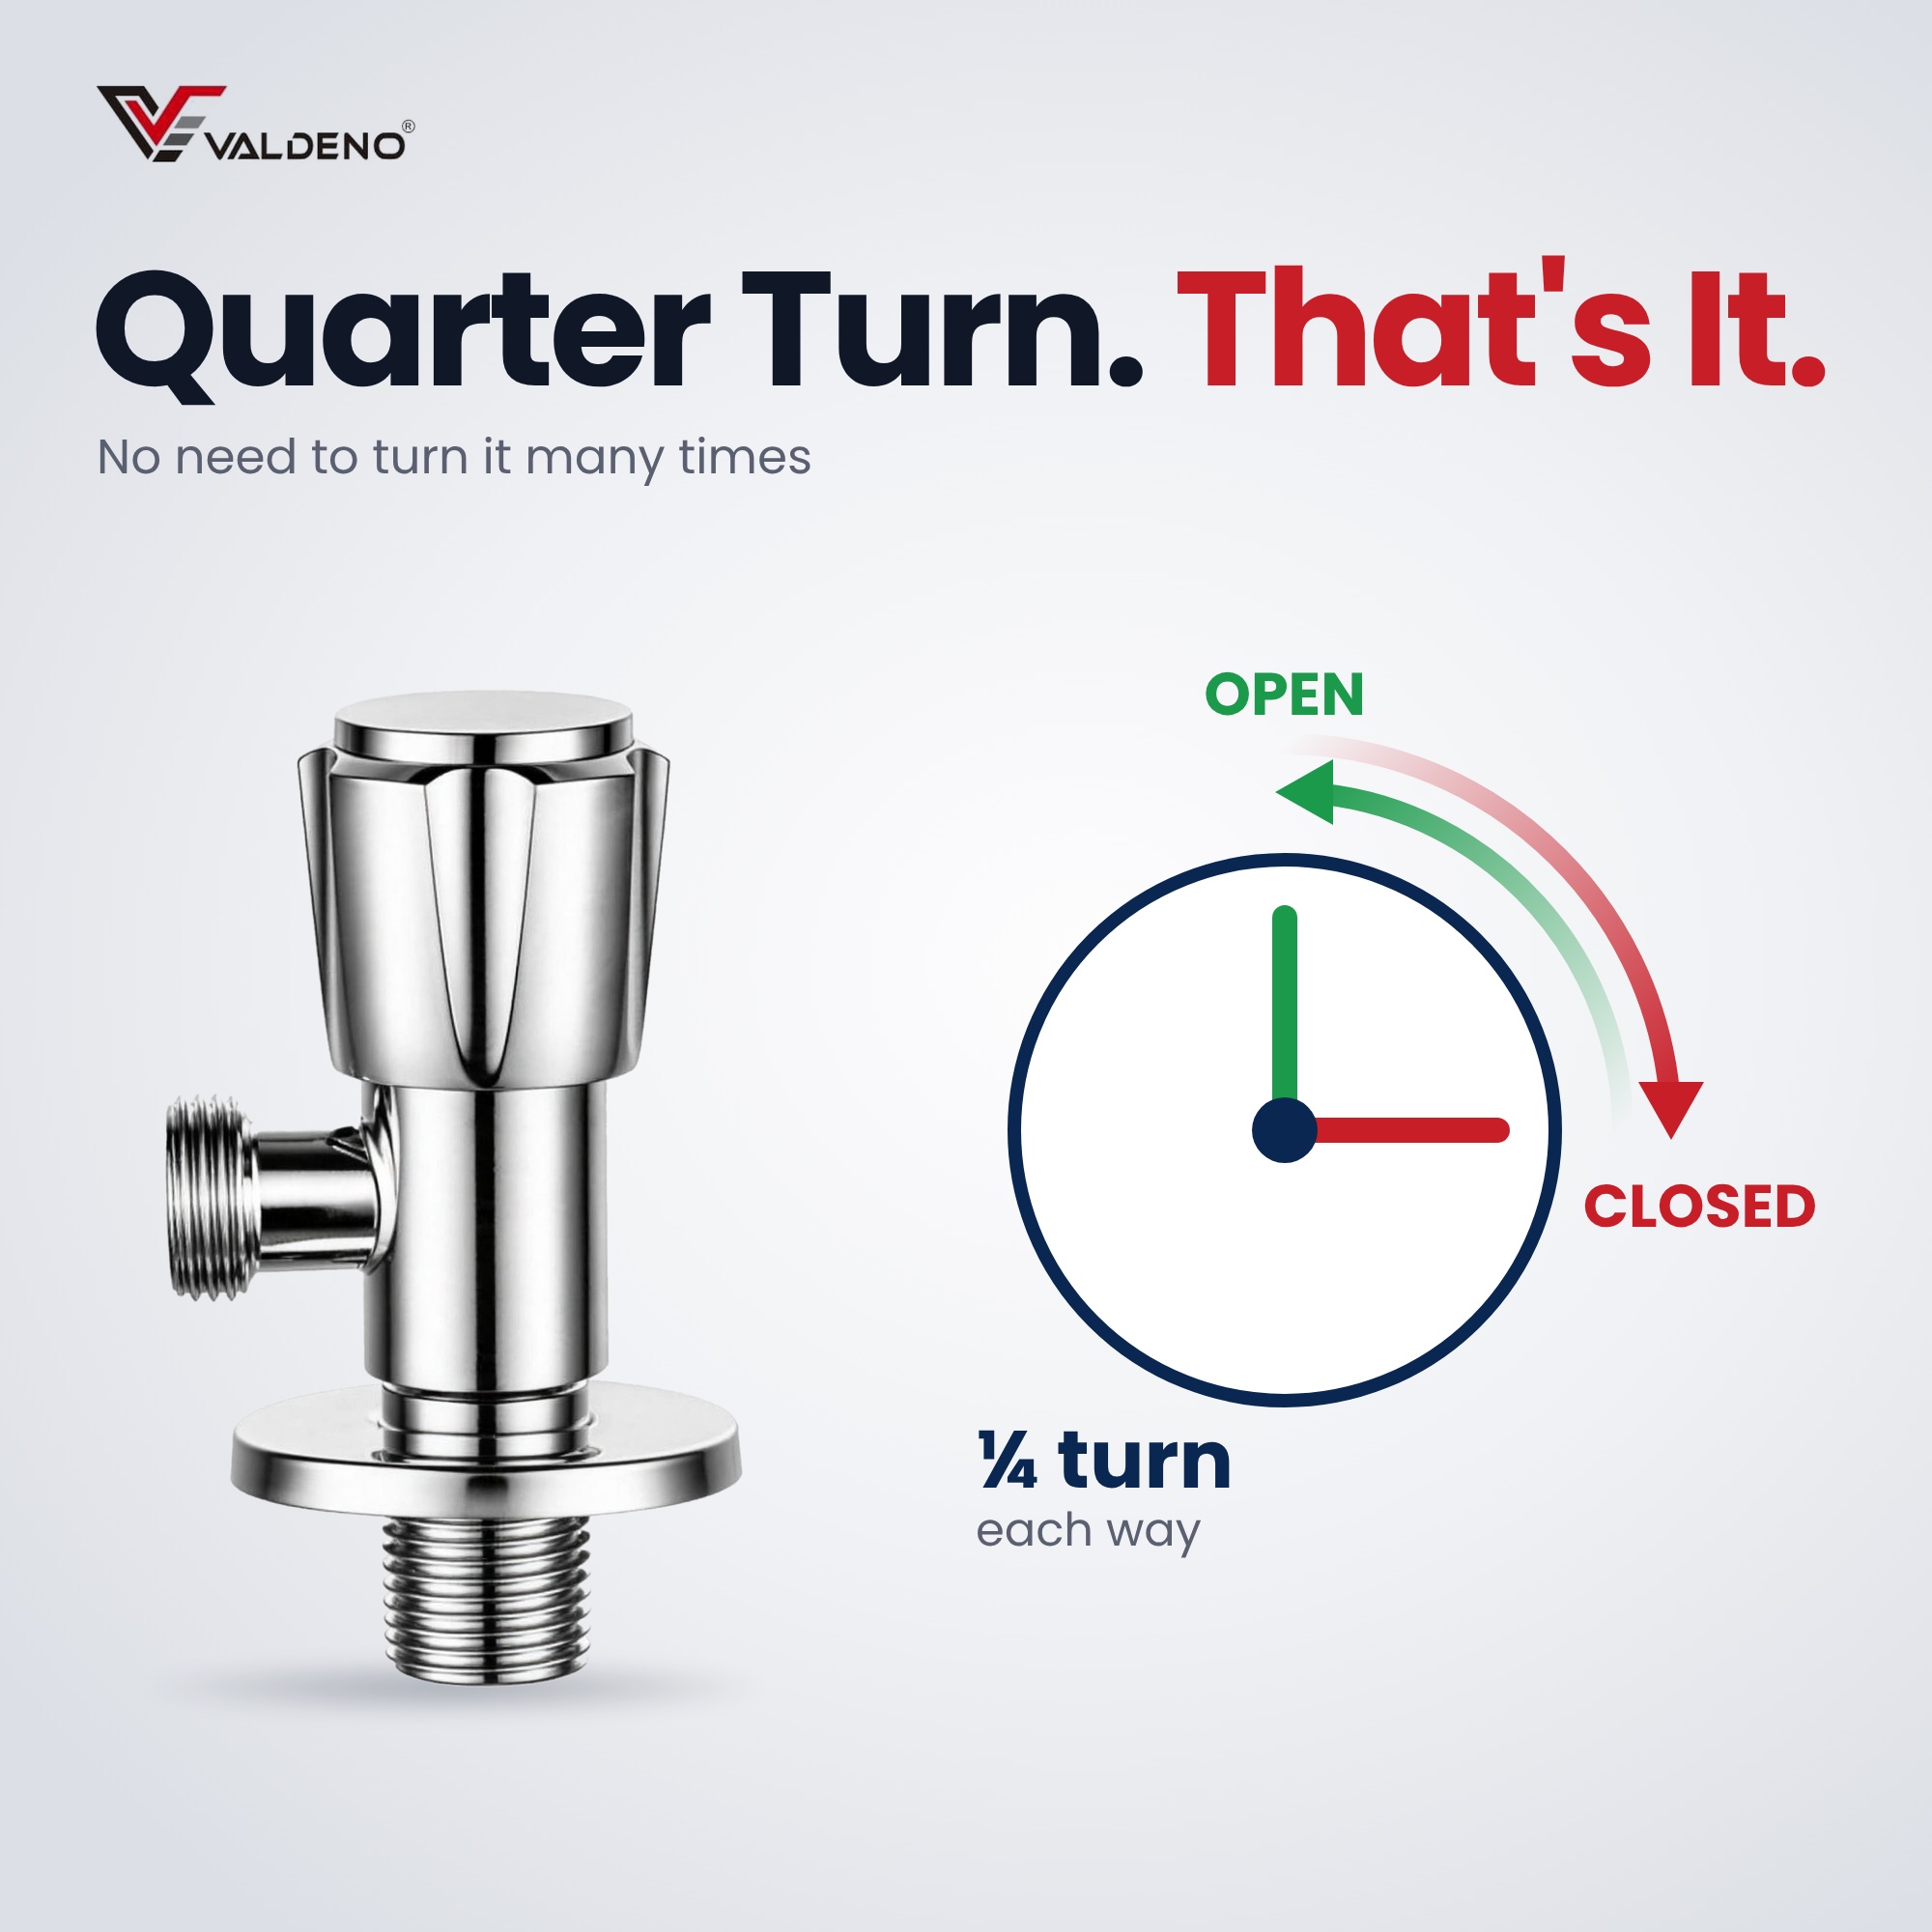 VALDENO®
Quarter Turn. That's It.
No need to turn it many times
OPEN
CLOSED
¼ turn
each way